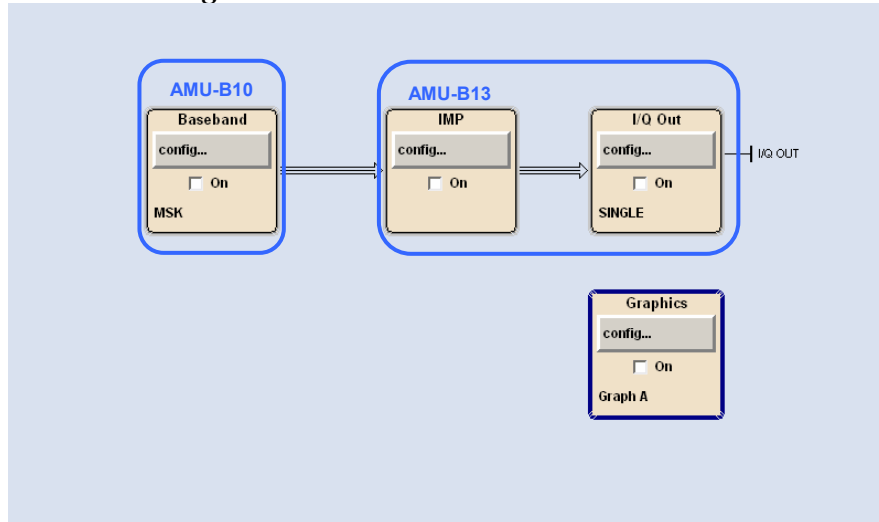 AMU-B10
Baseband
config...
On
MSK
AMU-B13
IMP
config...
On
I/Q Out
config...
On
SINGLE
I/Q OUT
Graphics
config...
On
Graph A